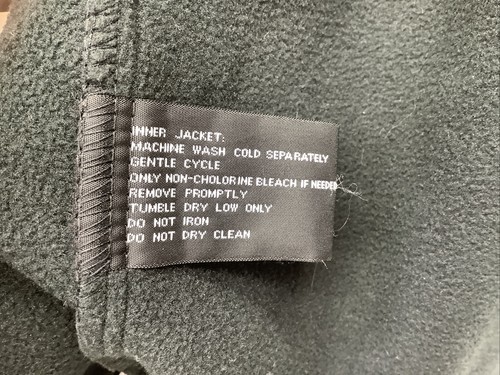 INNER JACKET:
MACHINE WASH COLD SEPARATELY
GENTLE CYCLE
ONLY NON-CHOLORINE BLEACH IF NEEDED
REMOVE PROMPTLY
TUMBLE DRY LOW ONLY
DO NOT IRON
DO NOT DRY CLEAN